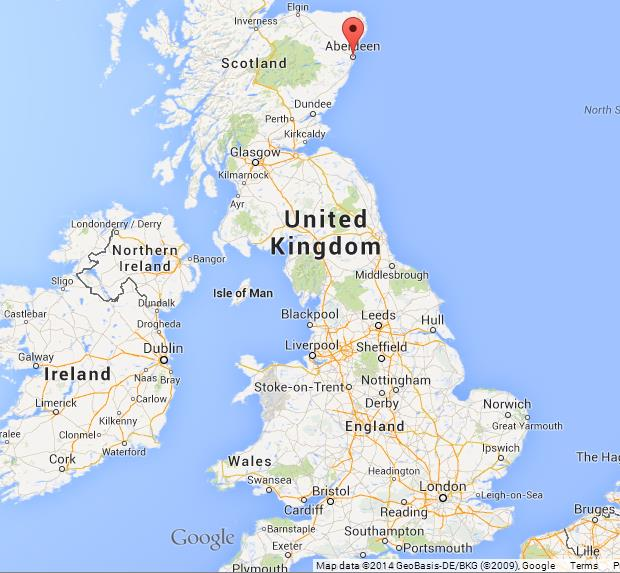 Elgin
Inverness
Aberdeen
Scotland
North S
Dundee
Perth
Kirkcaldy
Glasgow
Kilmarnock
Ayr
United
Kingdom
Londonderry / Derry
Northern
Ireland
Bangor
Sligo
Middlesbrough
Isle of Man
Dundalk
Castlebar
Drogheda
Blackpool
Leeds
Hull
Galway
Dublin
Liverpool
Sheffield
Ireland
Naas
Bray
Stoke-on-Trent
Nottingham
Carlow
Derby
Limerick
Norwich
Kilkenny
England
Great Yarmouth
ralee
Clonmel
Waterford
Ipswich
Cork
Wales
The Ha
Headington
Swansea
London
Bristol
Leigh-on-Sea
Cardiff
Reading
Bruges
Barnstaple
Southampton
Google
Exeter
Portsmouth
Lille
Plymouth
Map data ©2014 GeoBasis-DE/BKG (©2009), Google Terms P